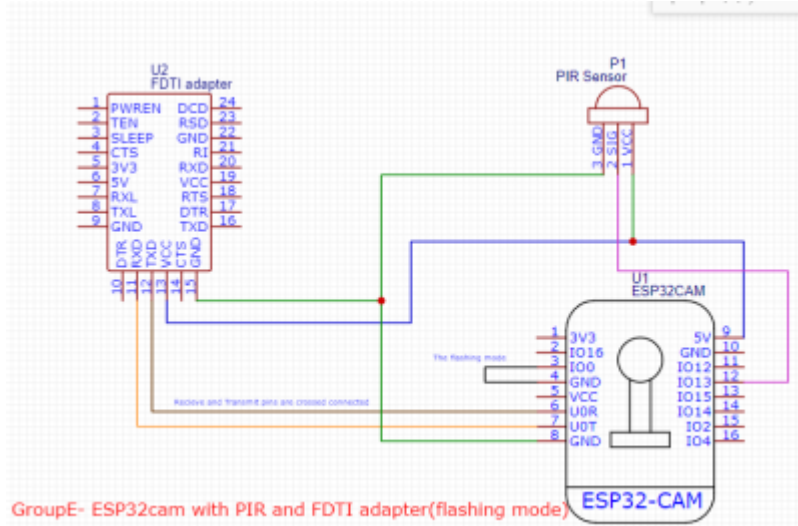 U2
FDTI adapter
1 PWREN DCD 24
2 TEN RSD 23
3 SLEEP GND 22
4 CTS RI 21
5 3V3 RXD 20
6 5V VCC 19
7 RXL RTS 18
8 TXL DTR 17
9 GND TXD 16
DTR RXD TXD VCC CTS GND
10 11 12 13 14 15
P1
PIR Sensor
3 GND
2 SIG
1 VCC
U1
ESP32CAM
1 3V3 5V 9
2 IO16 GND 10
3 IO0 IO12 11
4 GND IO13 12
5 VCC IO15 13
6 U0R IO14 14
7 U0T IO2 15
8 GND IO4 16
The flashing mode
Recieve and Transmit pins are crossed connected
ESP32-CAM
GroupE- ESP32cam with PIR and FDTI adapter(flashing mode)